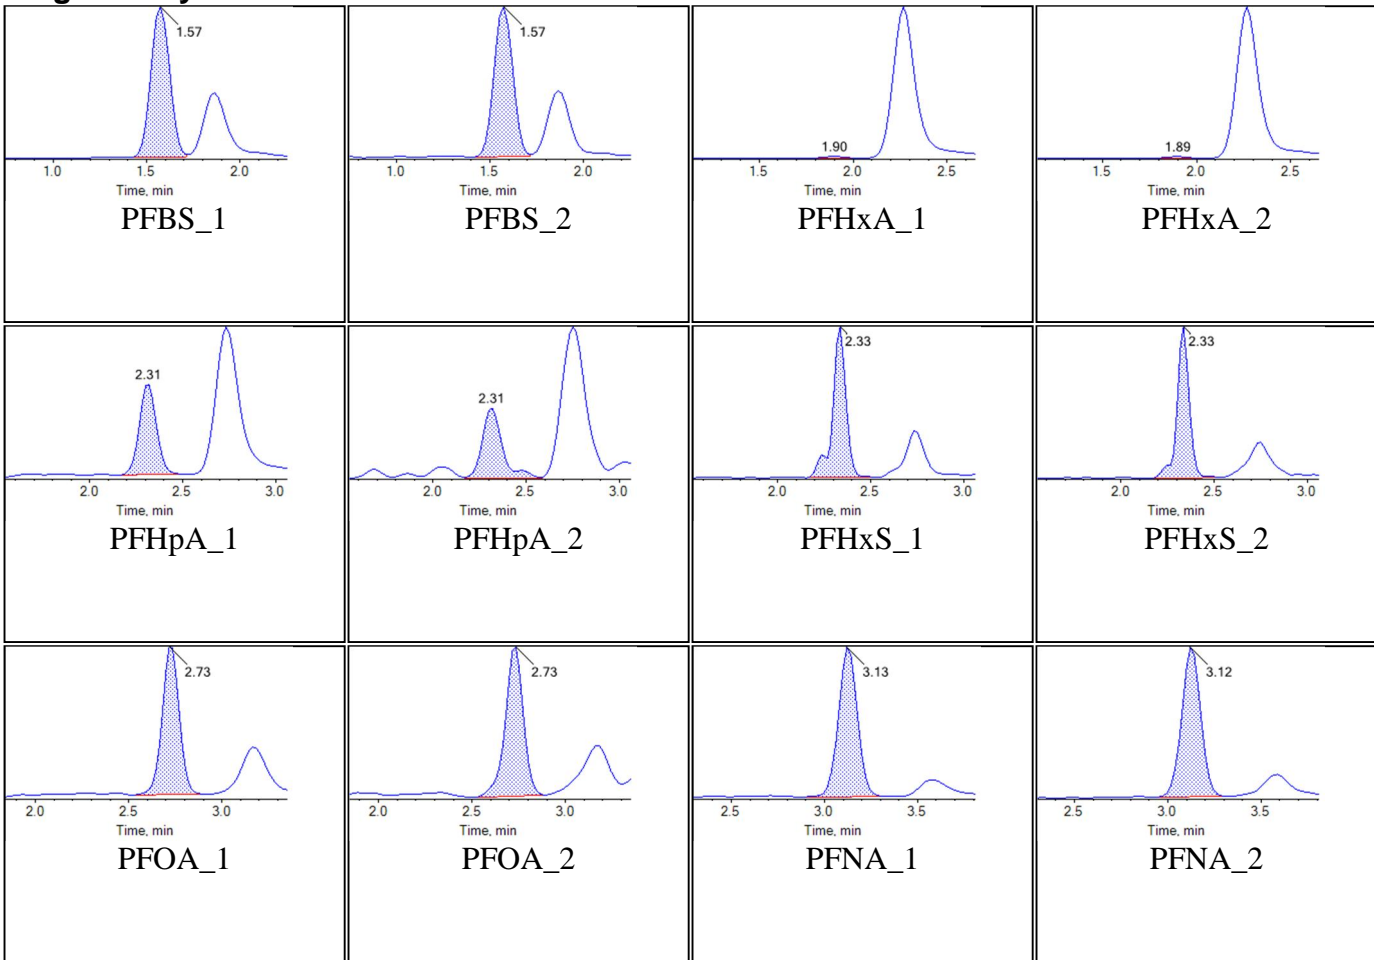 1.57
1.0 1.5 2.0
Time, min
PFBS_1
1.57
1.0 1.5 2.0
Time, min
PFBS_2
1.90
1.5 2.0 2.5
Time, min
PFHxA_1
1.89
1.5 2.0 2.5
Time, min
PFHxA_2
2.31
2.0 2.5 3.0
Time, min
PFHpA_1
2.31
2.0 2.5 3.0
Time, min
PFHpA_2
2.33
2.0 2.5 3.0
Time, min
PFHxS_1
2.33
2.0 2.5 3.0
Time, min
PFHxS_2
2.73
2.0 2.5 3.0
Time, min
PFOA_1
2.73
2.0 2.5 3.0
Time, min
PFOA_2
3.13
2.5 3.0 3.5
Time, min
PFNA_1
3.12
2.5 3.0 3.5
Time, min
PFNA_2